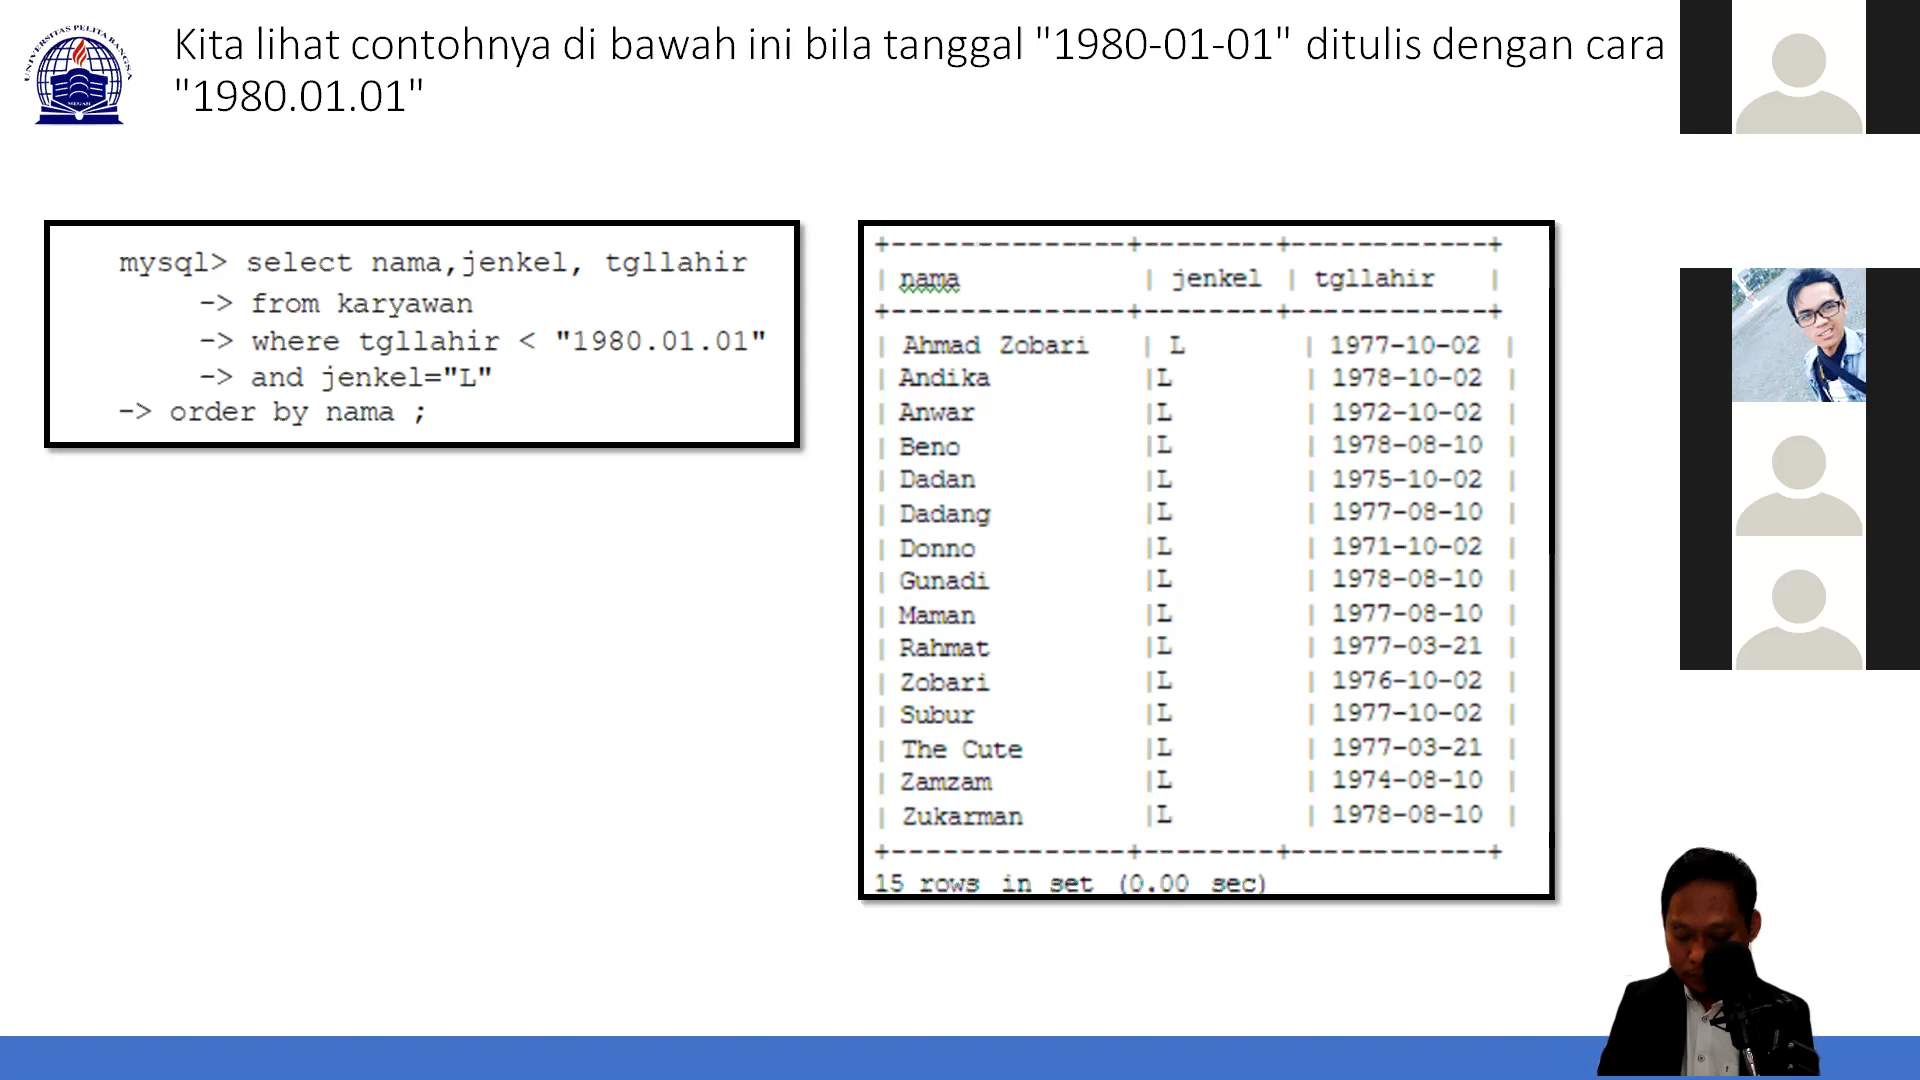 UNIVERSITAS PELITA BANGSA
Kita lihat contohnya di bawah ini bila tanggal "1980-01-01" ditulis dengan cara
"1980.01.01"
mysql> select nama,jenkel, tgllahir
-> from karyawan
-> where tgllahir < "1980.01.01"
-> and jenkel="L"
-> order by nama ;
+---------------+--------+------------+
| nama | jenkel | tgllahir |
+---------------+--------+------------+
| Ahmad Zobari | L | 1977-10-02 |
| Andika |L | 1978-10-02 |
| Anwar |L | 1972-10-02 |
| Beno |L | 1978-08-10 |
| Dadan |L | 1975-10-02 |
| Dadang |L | 1977-08-10 |
| Donno |L | 1971-10-02 |
| Gunadi |L | 1978-08-10 |
| Maman |L | 1977-08-10 |
| Rahmat |L | 1977-03-21 |
| Zobari |L | 1976-10-02 |
| Subur |L | 1977-10-02 |
| The Cute |L | 1977-03-21 |
| Zamzam |L | 1974-08-10 |
| Zukarman |L | 1978-08-10 |
+---------------+--------+------------+
15 rows in set (0.00 sec)